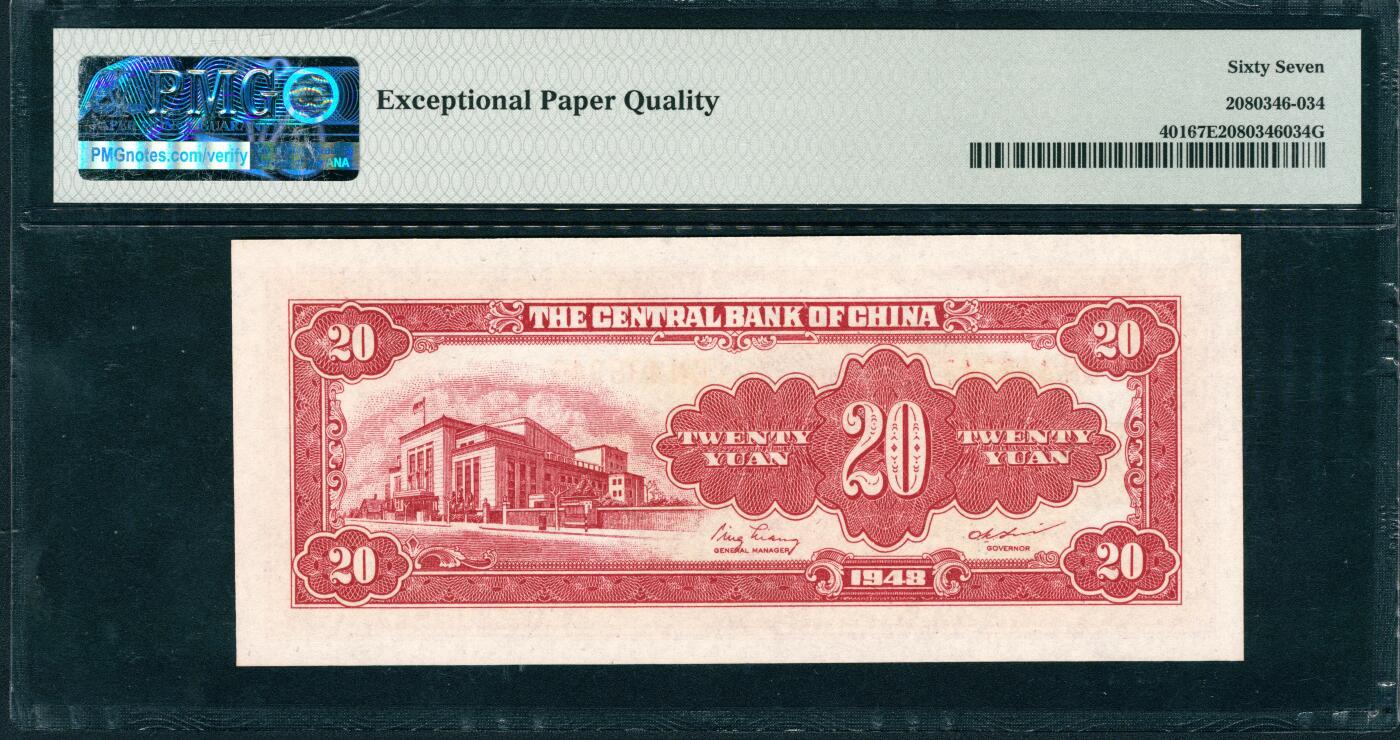 PMG
PMGnotes.com/verify
ANA
Exceptional Paper Quality
Sixty Seven
2080346-034
40167E2080346034G
THE CENTRAL BANK OF CHINA
20
20
TWENTY
YUAN
20
TWENTY
YUAN
GENERAL MANAGER
GOVERNOR
20
1948
20